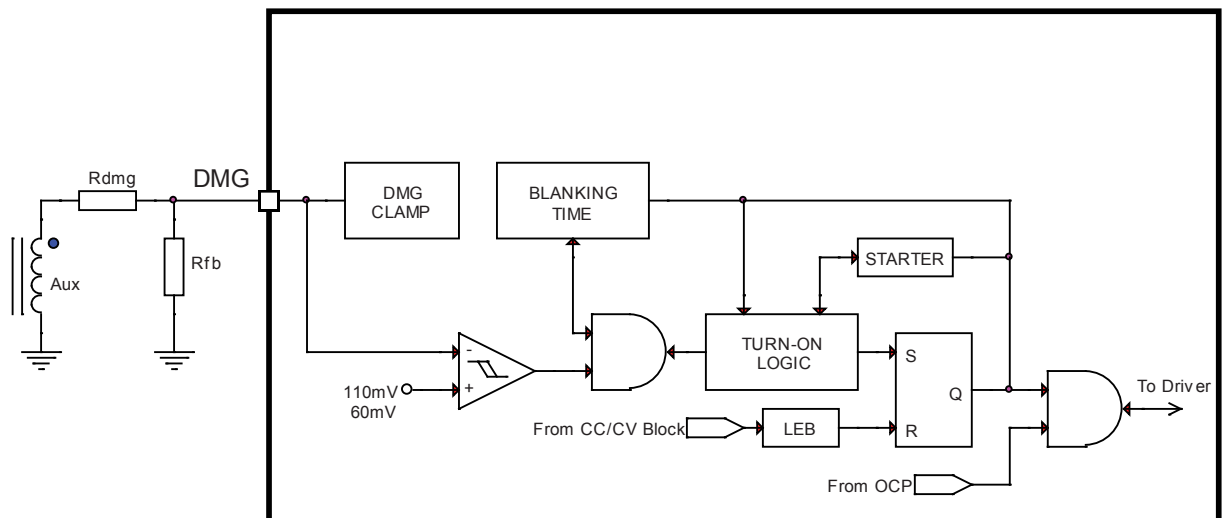 Rdmg
DMG
DMG
CLAMP
BLANKING
TIME
Rfb
Aux
STARTER
TURN-ON
LOGIC
-
+
110mV
60mV
S
Q
R
To Driver
From CC/CV Block
LEB
From OCP